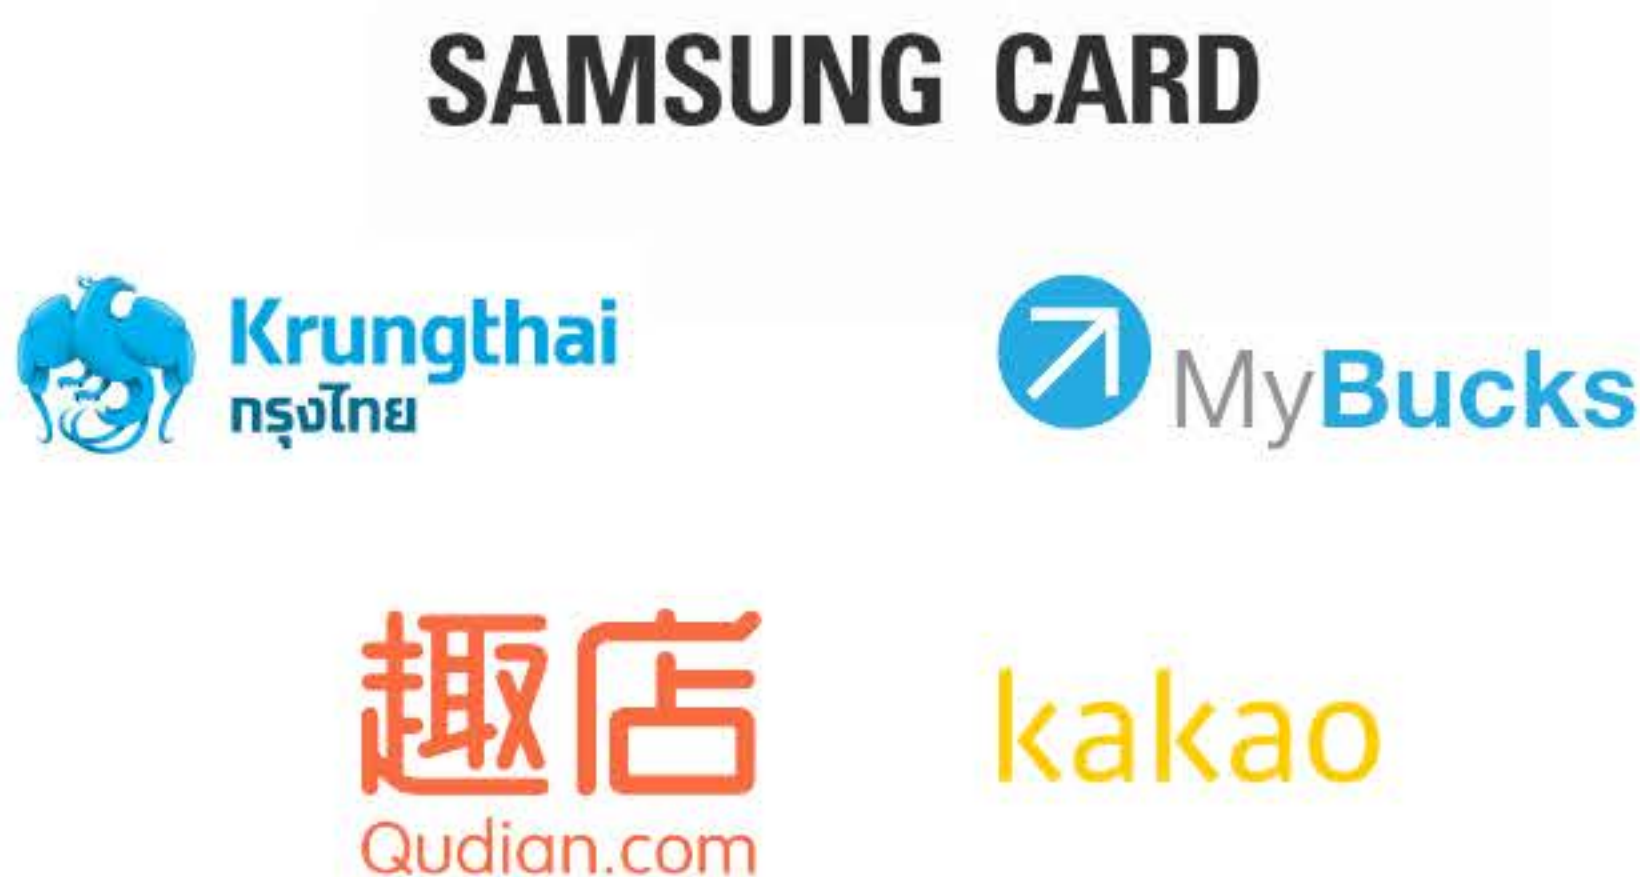 SAMSUNG CARD
Krungthai
กรุงไทย
MyBucks
趣店
Qudian.com
kakao